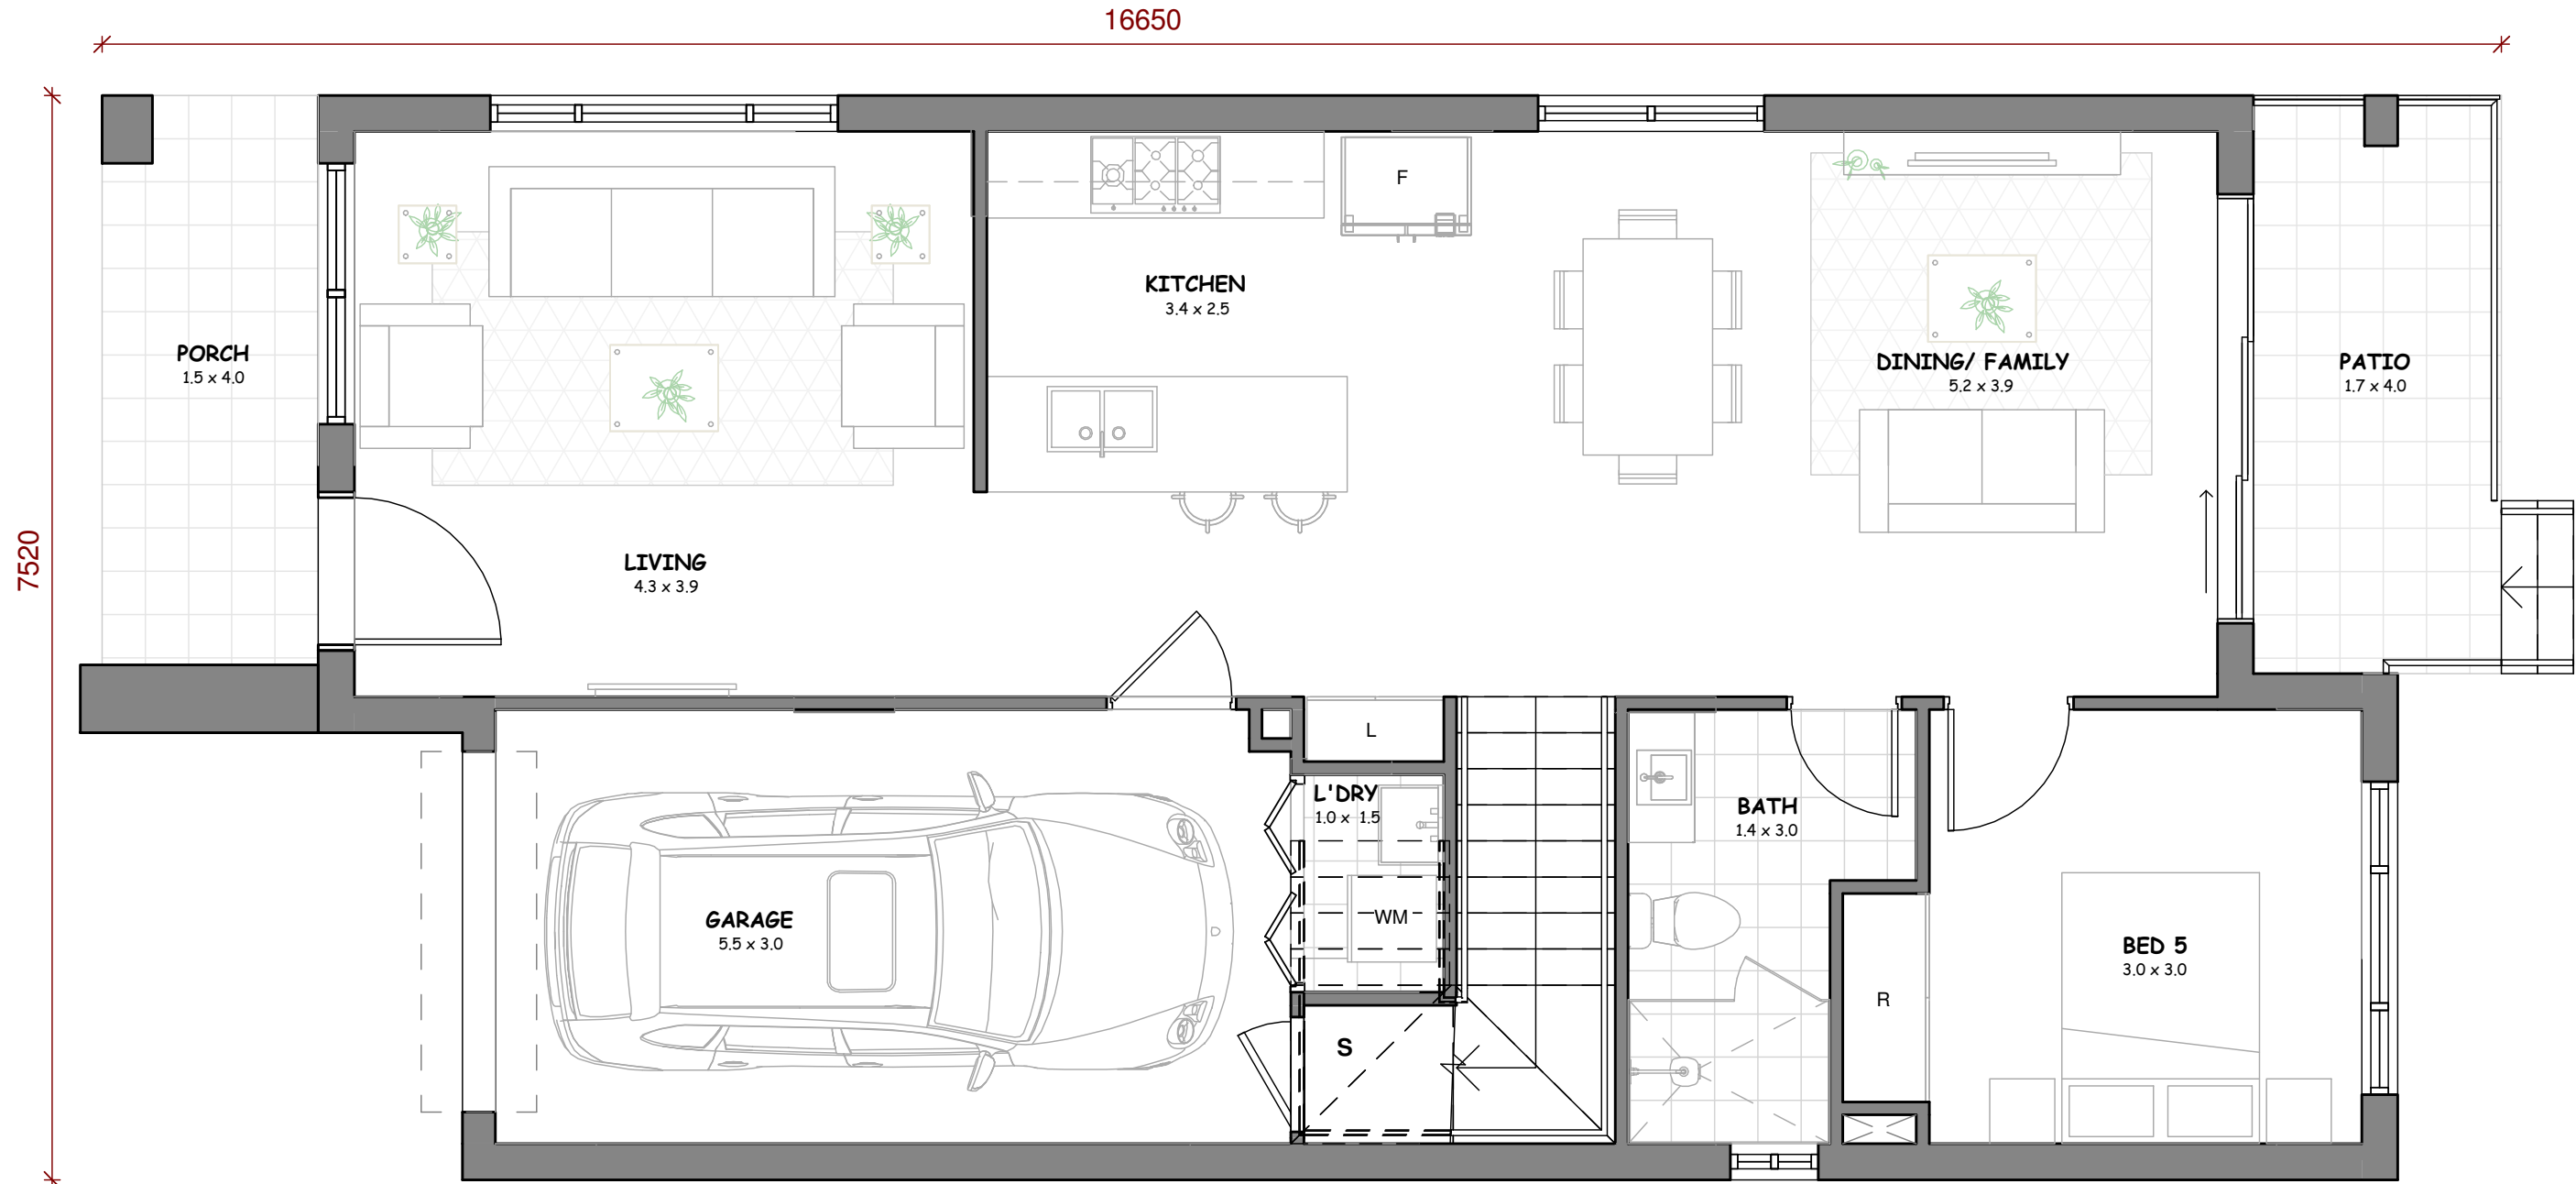 16650
7520
F
KITCHEN
3.4 x 2.5
PORCH
1.5 x 4.0
DINING/ FAMILY
5.2 x 3.9
PATIO
1.7 x 4.0
LIVING
4.3 x 3.9
L
L'DRY
1.0 x 1.5
BATH
1.4 x 3.0
GARAGE
5.5 x 3.0
WM
BED 5
3.0 x 3.0
R
S